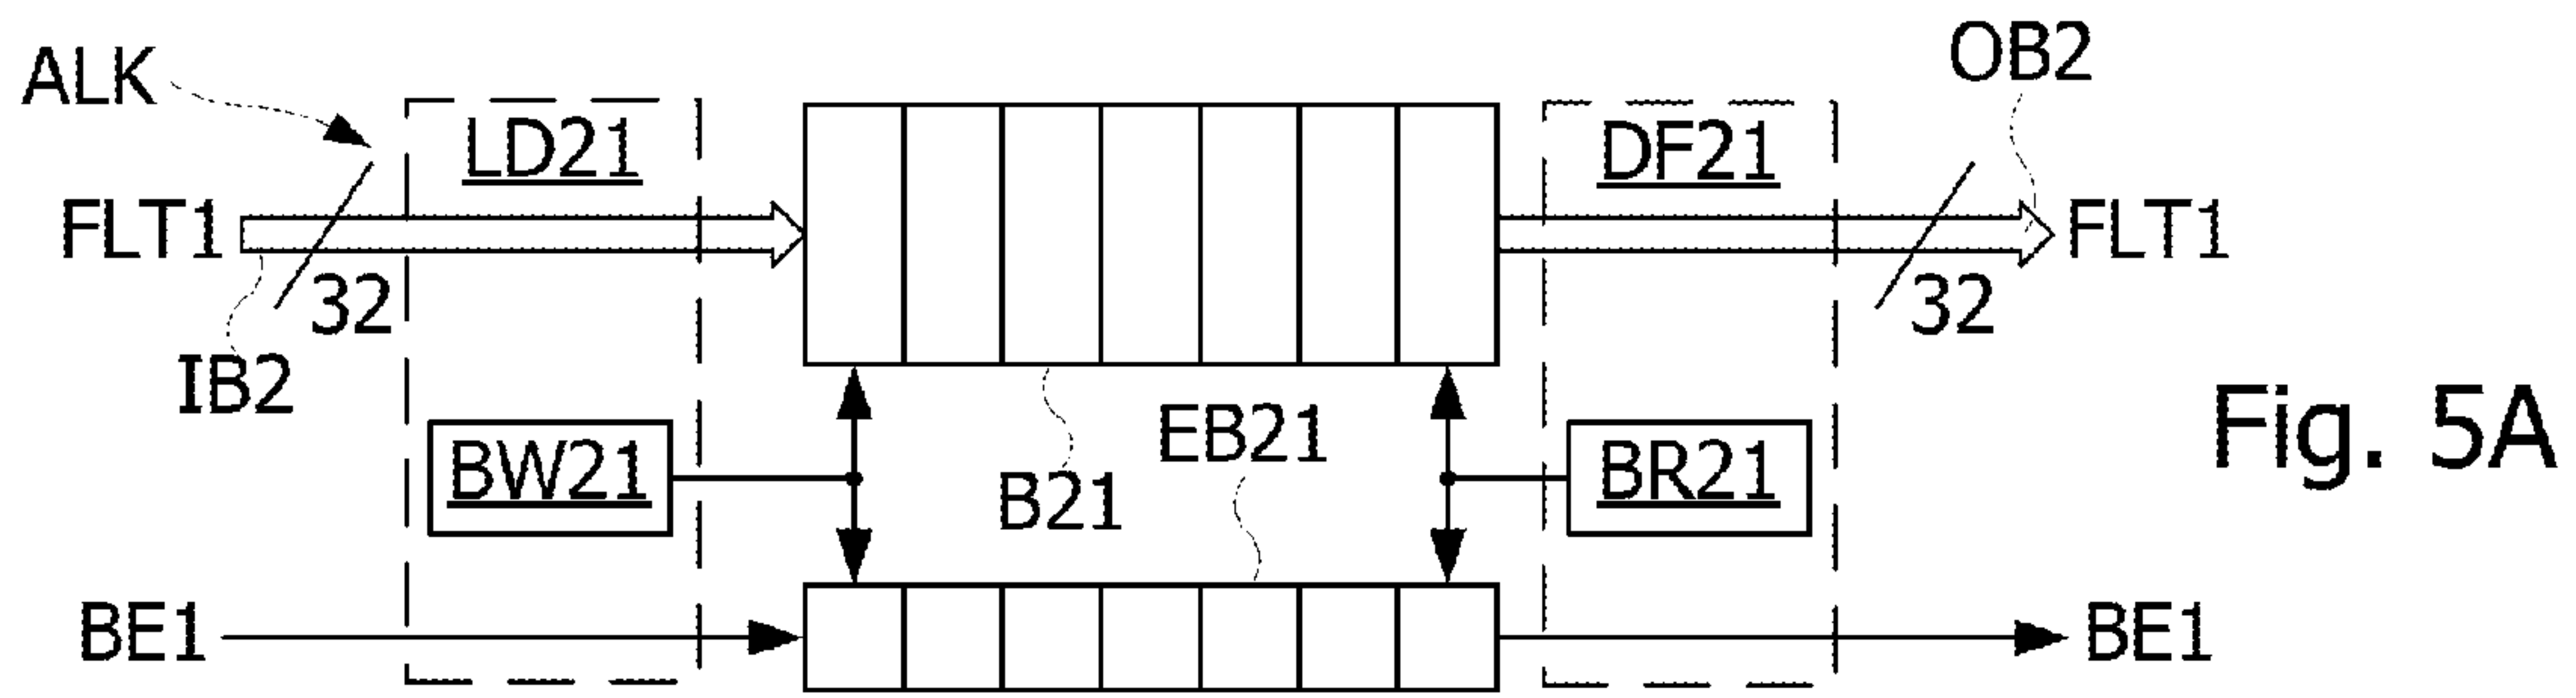 ALK
LD21
DF21
OB2
FLT1
FLT1
32
32
IB2
BW21
EB21
B21
BR21
Fig. 5A
BE1
BE1